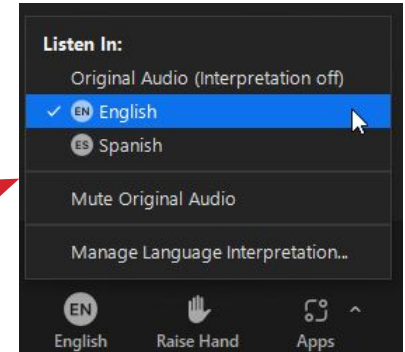 Listen In:
Original Audio (Interpretation off)
EN English
ES Spanish
Mute Original Audio
Manage Language Interpretation...
EN
English Raise Hand Apps